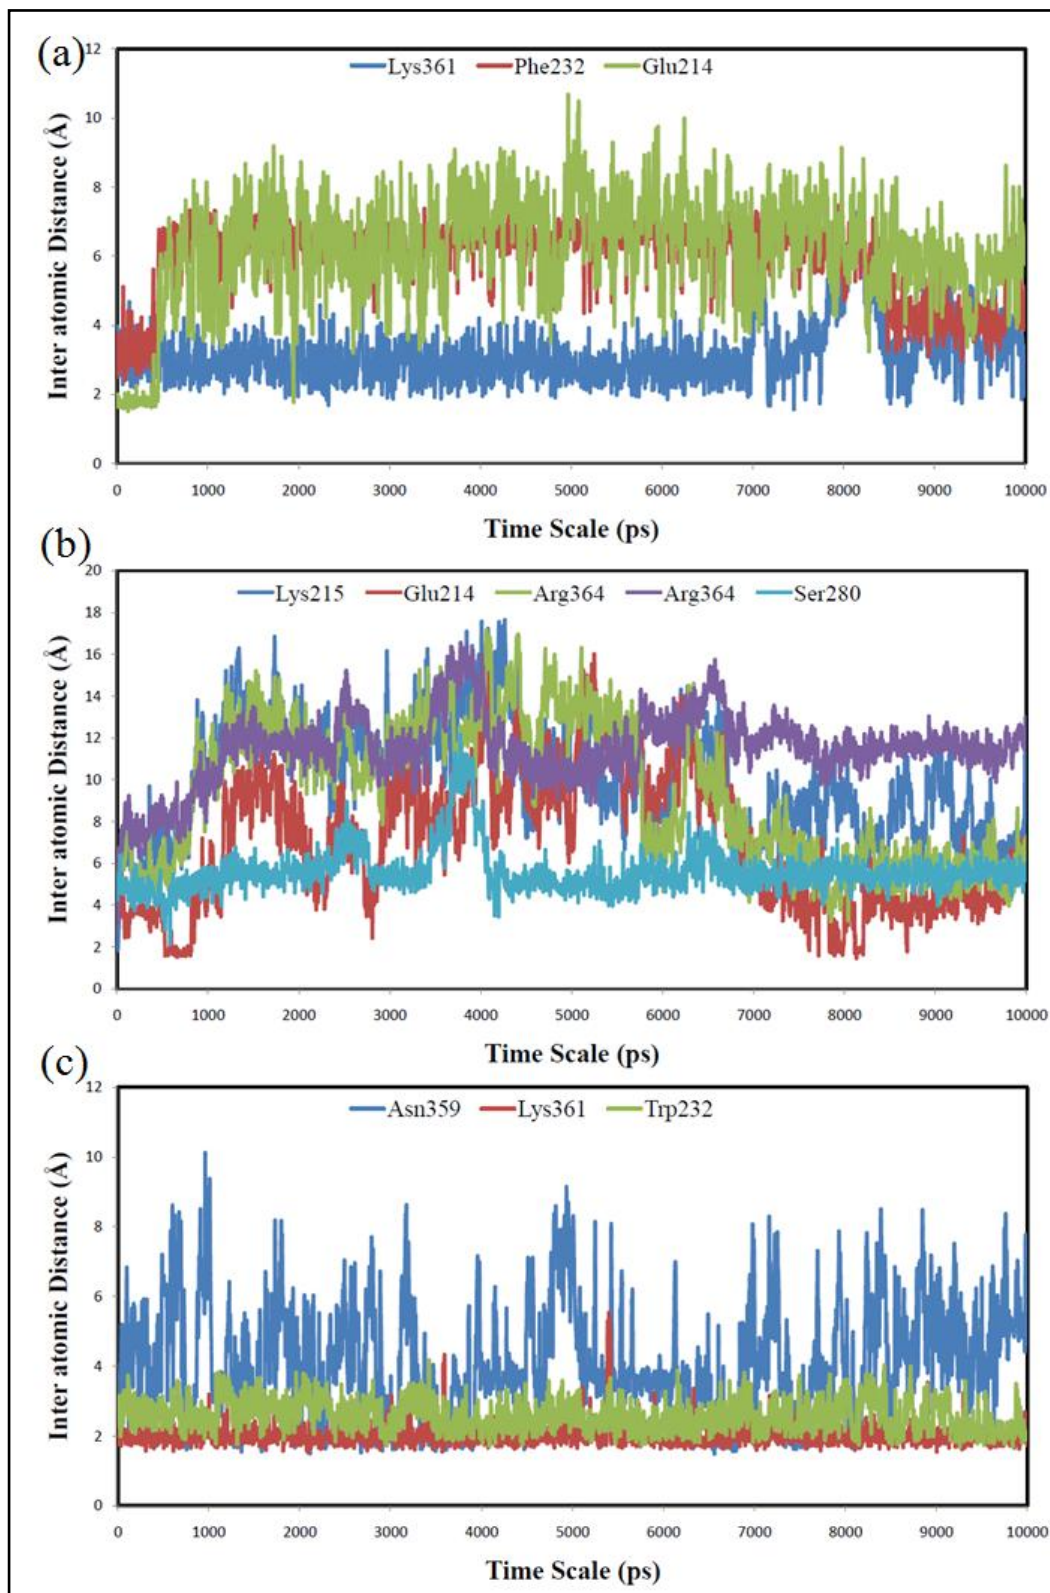 (a)
Lys361 Phe232 Glu214
Inter atomic Distance (Å)
12
10
8
6
4
2
0
0 1000 2000 3000 4000 5000 6000 7000 8000 9000 10000
Time Scale (ps)
(b)
Lys215 Glu214 Arg364 Arg364 Ser280
Inter atomic Distance (Å)
20
18
16
14
12
10
8
6
4
2
0
0 1000 2000 3000 4000 5000 6000 7000 8000 9000 10000
Time Scale (ps)
(c)
Asn359 Lys361 Trp232
Inter atomic Distance (Å)
12
10
8
6
4
2
0
0 1000 2000 3000 4000 5000 6000 7000 8000 9000 10000
Time Scale (ps)